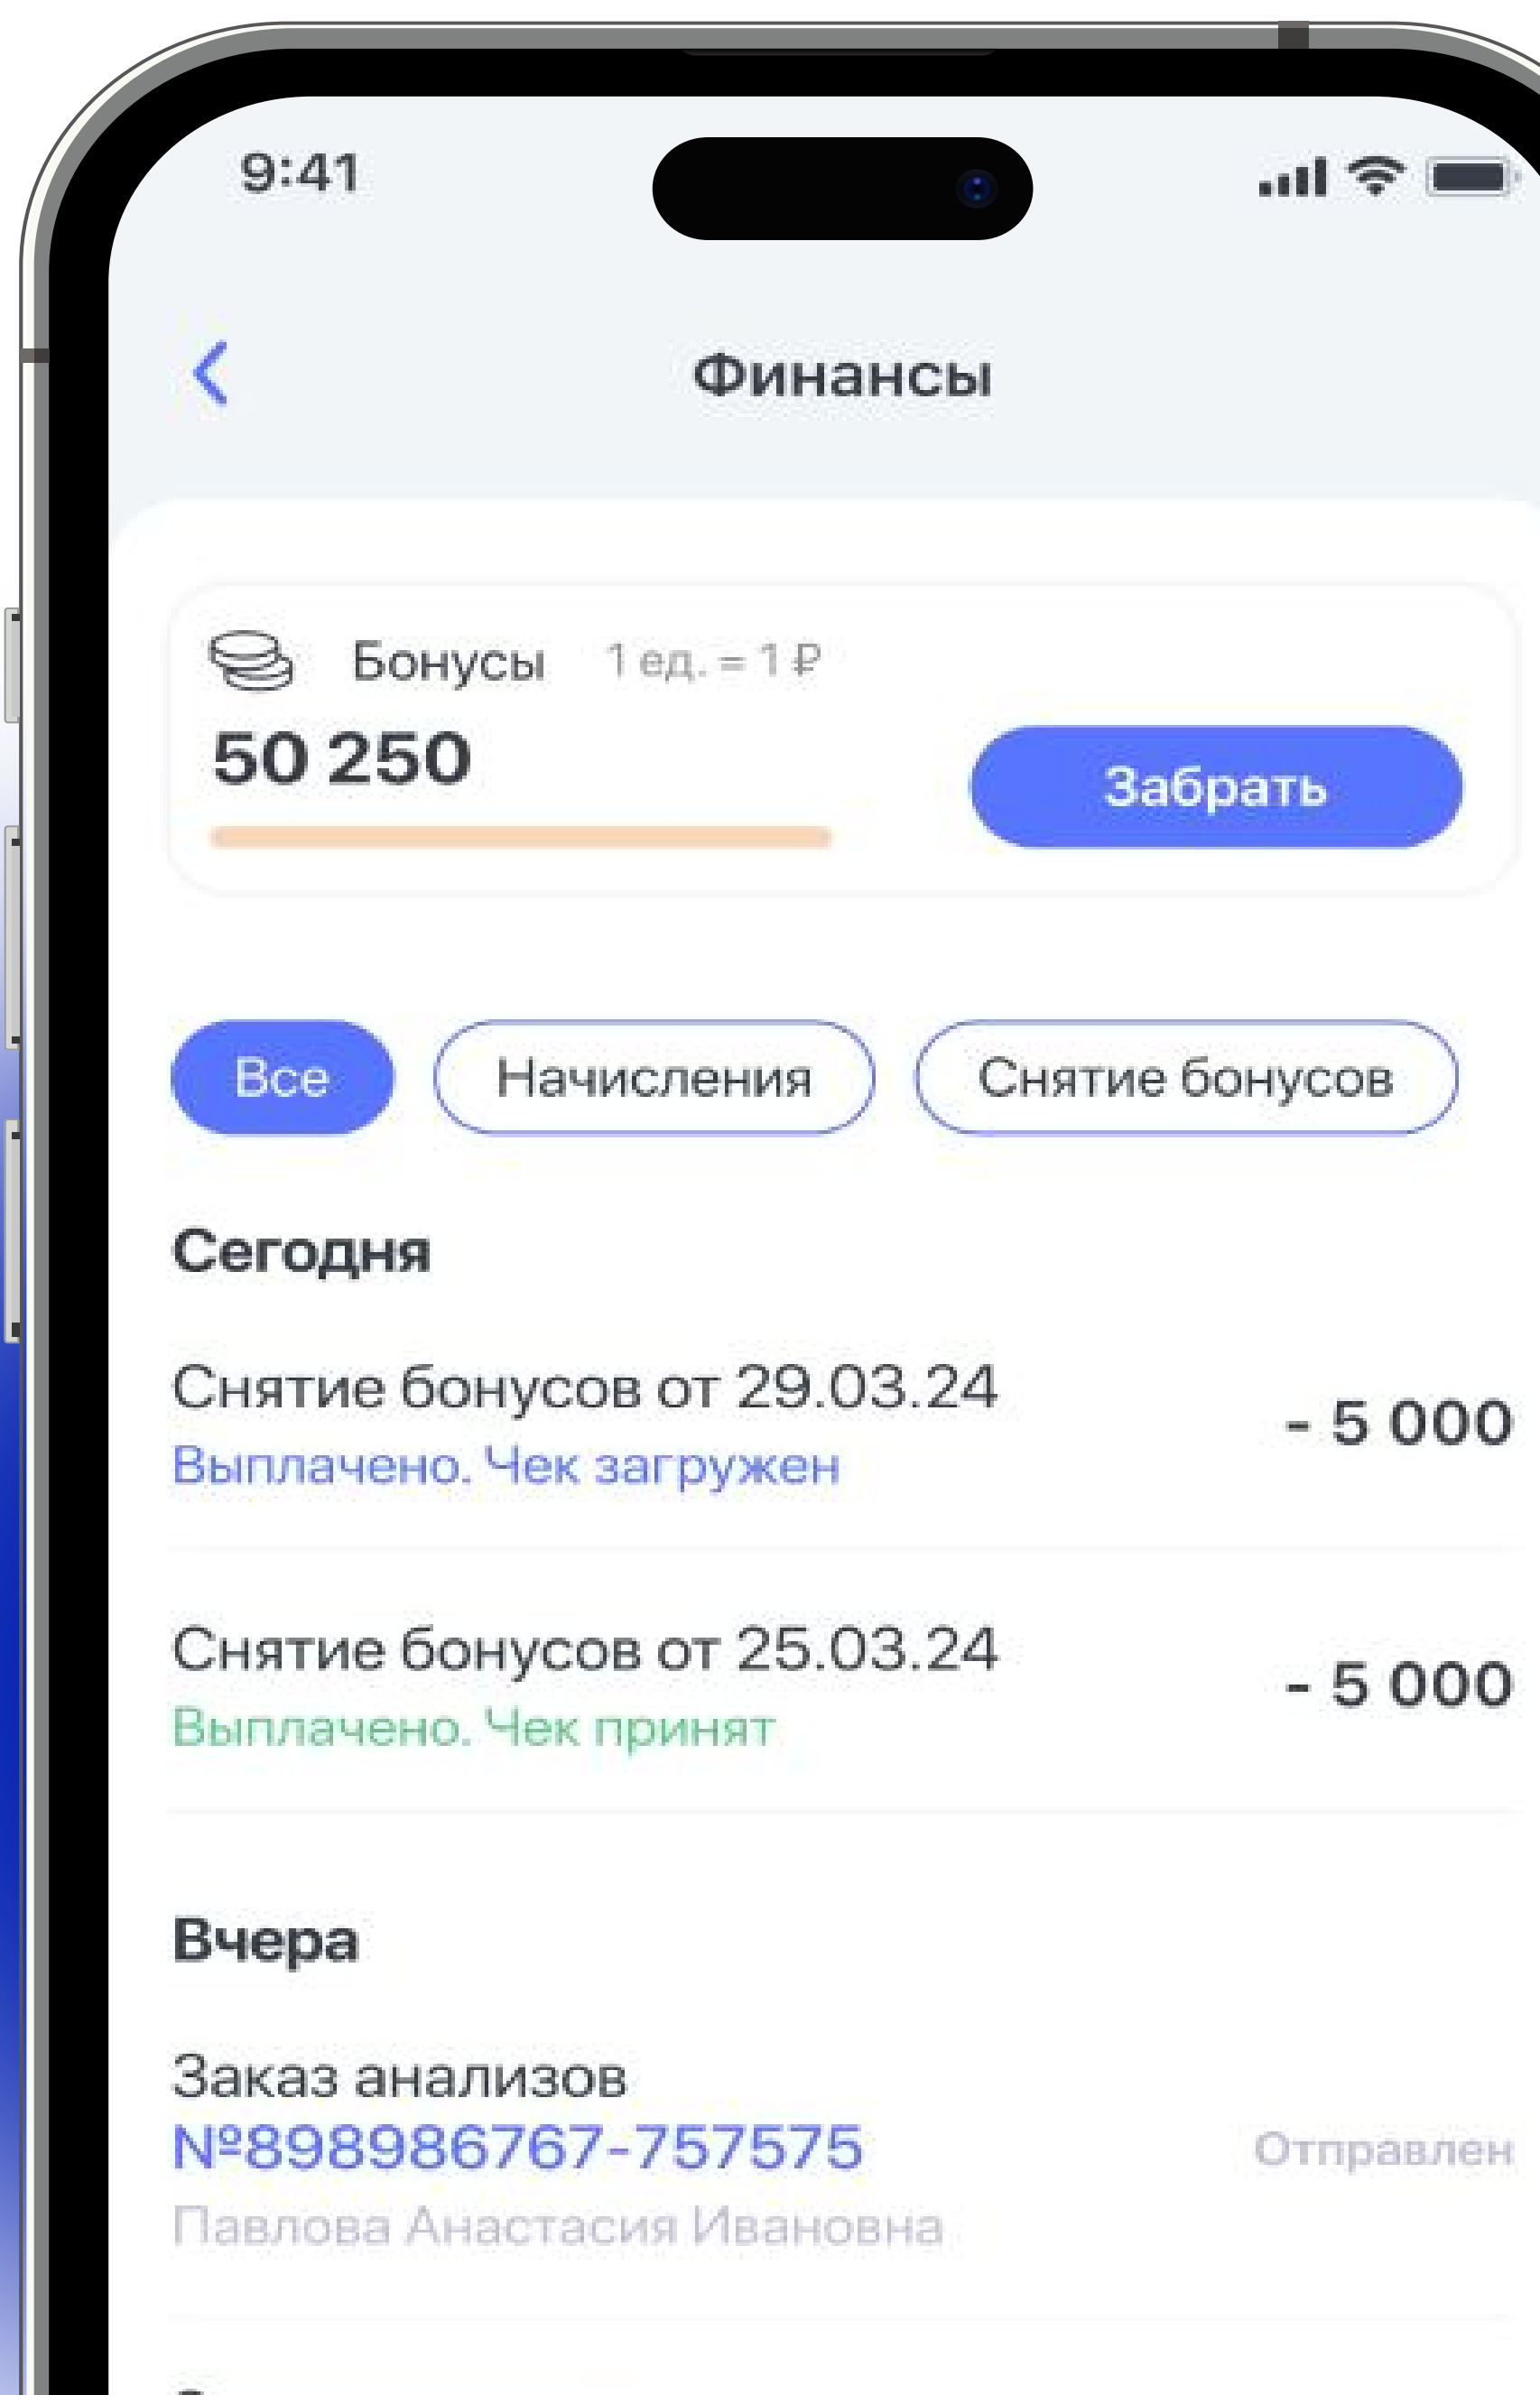 9:41
Финансы
Бонусы 1 ед. = 1 ₽
50 250
Забрать
Все Начисления Снятие бонусов
Сегодня
Снятие бонусов от 29.03.24
- 5 000
Выплачено. Чек загружен
Снятие бонусов от 25.03.24
- 5 000
Выплачено. Чек принят
Вчера
Заказ анализов
№898986767-757575
Отправлен
Павлова Анастасия Ивановна